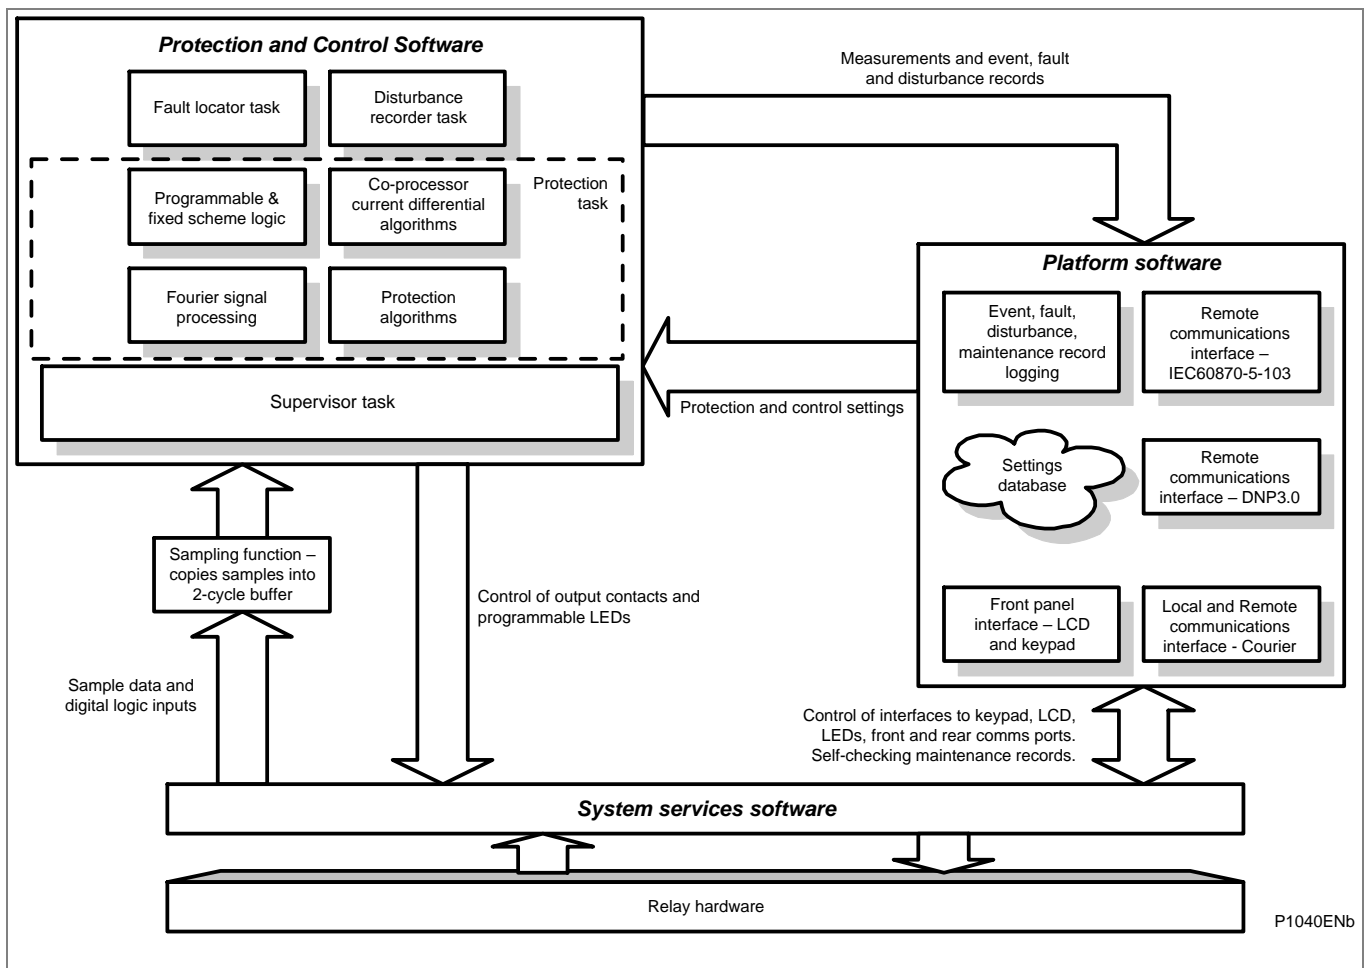 Protection and Control Software
Fault locator task
Disturbance
recorder task
Programmable &
fixed scheme logic
Co-processor
current differential
algorithms
Protection
task
Fourier signal
processing
Protection
algorithms
Supervisor task
Measurements and event, fault
and disturbance records
Platform software
Event, fault,
disturbance,
maintenance record
logging
Remote
communications
interface –
IEC60870-5-103
Protection and control settings
Settings
database
Remote
communications
interface – DNP3.0
Front panel
interface – LCD
and keypad
Local and Remote
communications
interface - Courier
Sampling function –
copies samples into
2-cycle buffer
Control of output contacts and
programmable LEDs
Sample data and
digital logic inputs
Control of interfaces to keypad, LCD,
LEDs, front and rear comms ports.
Self-checking maintenance records.
System services software
Relay hardware
P1040ENb